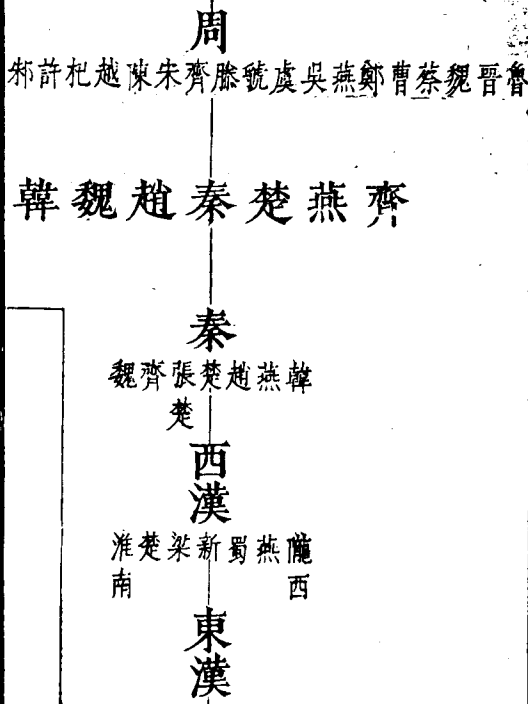 周
魯晉魏蔡曹鄭燕吳虞虢滕齊宋陳越杞許邾
齊燕楚秦趙魏韓
秦
韓燕趙楚張楚齊魏
西漢
隴西燕蜀新梁楚淮南
東漢